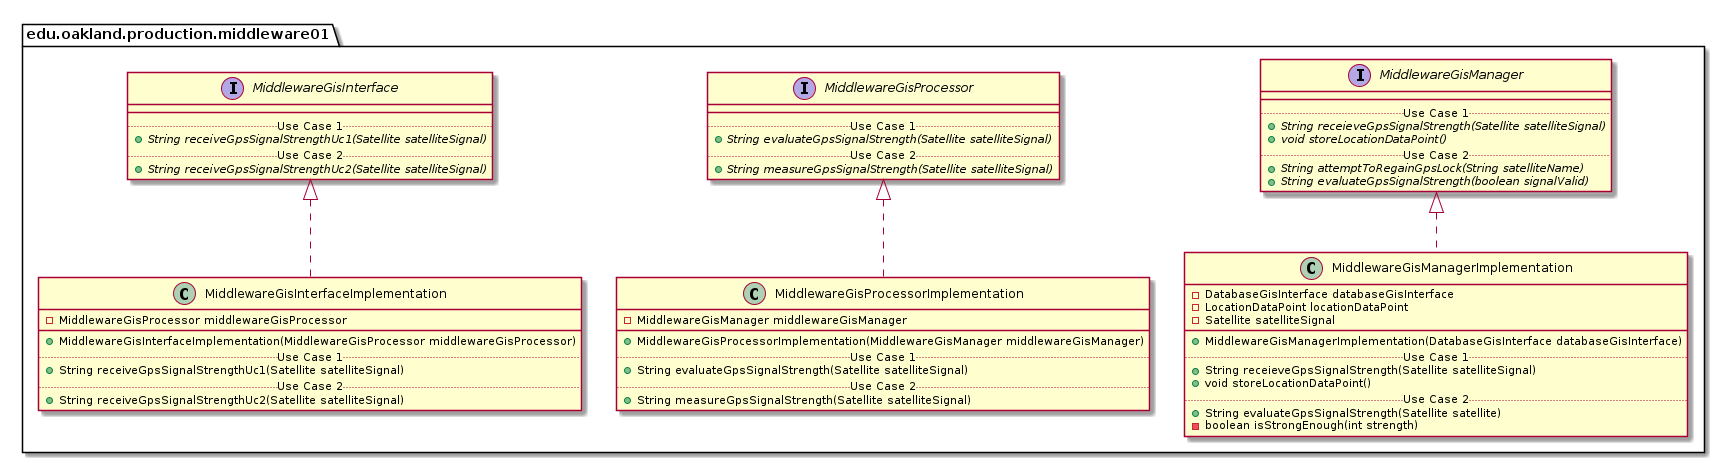 edu.oakland.production.middleware01
I MiddlewareGisInterface
Use Case 1
String receiveGpsSignalStrengthUc1(Satellite satelliteSignal)
Use Case 2
String receiveGpsSignalStrengthUc2(Satellite satelliteSignal)
I MiddlewareGisProcessor
Use Case 1
String evaluateGpsSignalStrength(Satellite satelliteSignal)
Use Case 2
String measureGpsSignalStrength(Satellite satelliteSignal)
I MiddlewareGisManager
Use Case 1
String receieveGpsSignalStrength(Satellite satelliteSignal)
void storeLocationDataPoint()
Use Case 2
String attemptToRegainGpsLock(String satelliteName)
String evaluateGpsSignalStrength(boolean signalValid)
C MiddlewareGisInterfaceImplementation
MiddlewareGisProcessor middlewareGisProcessor
MiddlewareGisInterfaceImplementation(MiddlewareGisProcessor middlewareGisProcessor)
Use Case 1
String receiveGpsSignalStrengthUc1(Satellite satelliteSignal)
Use Case 2
String receiveGpsSignalStrengthUc2(Satellite satelliteSignal)
C MiddlewareGisProcessorImplementation
MiddlewareGisManager middlewareGisManager
MiddlewareGisProcessorImplementation(MiddlewareGisManager middlewareGisManager)
Use Case 1
String evaluateGpsSignalStrength(Satellite satelliteSignal)
Use Case 2
String measureGpsSignalStrength(Satellite satelliteSignal)
C MiddlewareGisManagerImplementation
DatabaseGisInterface databaseGisInterface
LocationDataPoint locationDataPoint
Satellite satelliteSignal
MiddlewareGisManagerImplementation(DatabaseGisInterface databaseGisInterface)
Use Case 1
String receieveGpsSignalStrength(Satellite satelliteSignal)
void storeLocationDataPoint()
Use Case 2
String evaluateGpsSignalStrength(Satellite satellite)
boolean isStrongEnough(int strength)